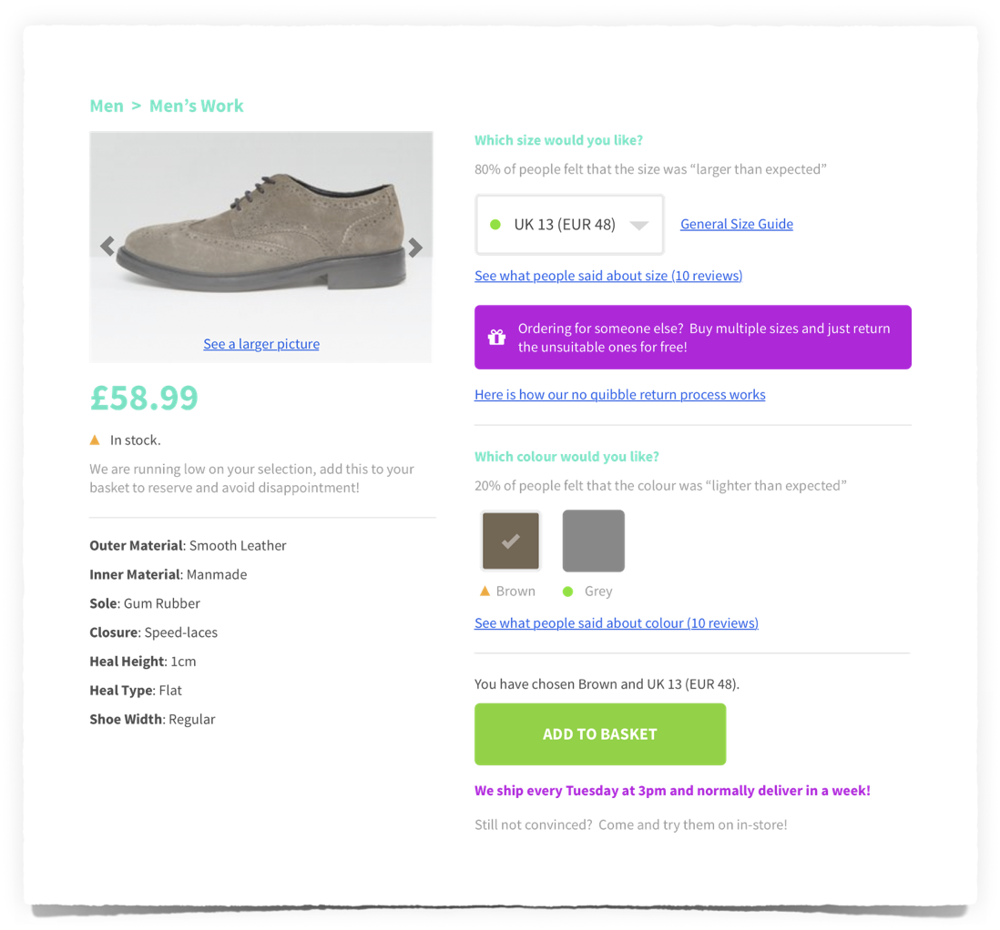 Men > Men’s Work
See a larger picture
£58.99
In stock.
We are running low on your selection, add this to your
basket to reserve and avoid disappointment!
Outer Material: Smooth Leather
Inner Material: Manmade
Sole: Gum Rubber
Closure: Speed-laces
Heal Height: 1cm
Heal Type: Flat
Shoe Width: Regular
Which size would you like?
80% of people felt that the size was “larger than expected”
UK 13 (EUR 48)
General Size Guide
See what people said about size (10 reviews)
Ordering for someone else? Buy multiple sizes and just return
the unsuitable ones for free!
Here is how our no quibble return process works
Which colour would you like?
20% of people felt that the colour was “lighter than expected”
Brown
Grey
See what people said about colour (10 reviews)
You have chosen Brown and UK 13 (EUR 48).
ADD TO BASKET
We ship every Tuesday at 3pm and normally deliver in a week!
Still not convinced? Come and try them on in-store!